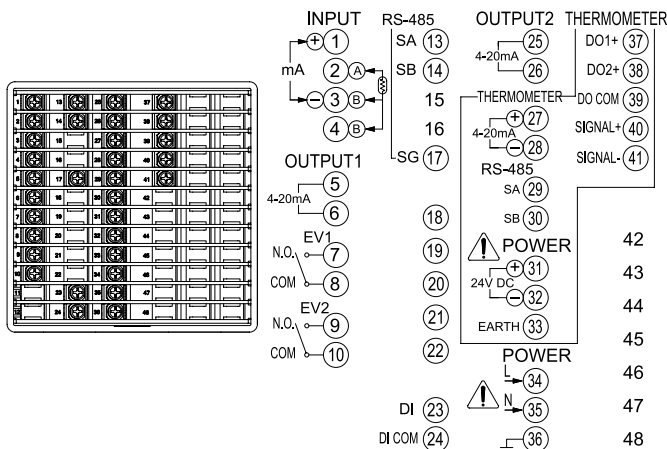 INPUT
+ 1
mA
2 A
− 3 B
4 B
OUTPUT1
5
4-20mA
6
EV1
N.O. 7
COM 8
EV2
N.O. 9
COM 10
RS-485
SA 13
SB 14
15
16
SG 17
18
19
20
21
22
DI 23
DI COM 24
OUTPUT2
25
4-20mA
26
THERMOMETER
+ 27
4-20mA
− 28
RS-485
SA 29
SB 30
POWER
+ 31
24V DC
− 32
EARTH 33
POWER
L 34
N 35
36
THERMOMETER
DO1+ 37
DO2+ 38
DO COM 39
SIGNAL+ 40
SIGNAL- 41
42
43
44
45
46
47
48